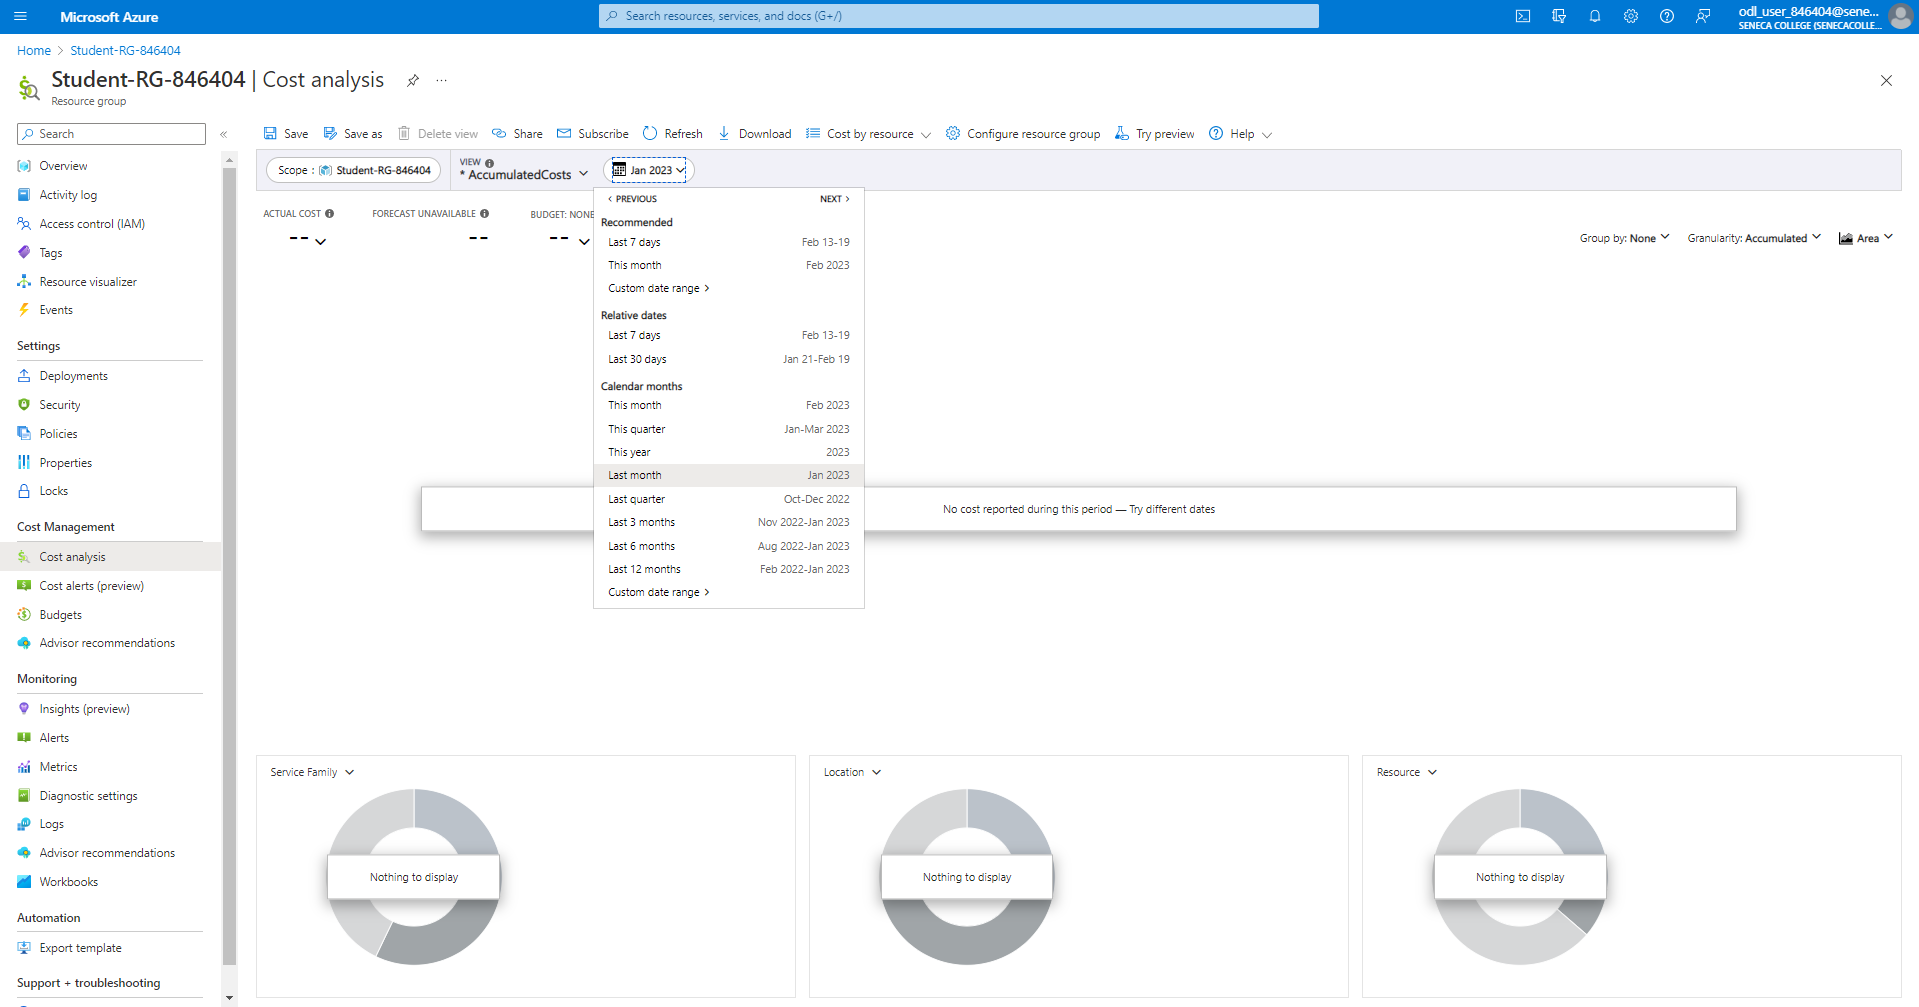 Microsoft Azure
Search resources, services, and docs (G+/)
odl_user_846404@sene...
SENECA COLLEGE (SENECACOLLE...
Home > Student-RG-846404
Student-RG-846404 | Cost analysis
Resource group
Search
Overview
Activity log
Access control (IAM)
Tags
Resource visualizer
Events
Settings
Deployments
Security
Policies
Properties
Locks
Cost Management
Cost analysis
Cost alerts (preview)
Budgets
Advisor recommendations
Monitoring
Insights (preview)
Alerts
Metrics
Diagnostic settings
Logs
Advisor recommendations
Workbooks
Automation
Export template
Support + troubleshooting
Save Save as Delete view Share Subscribe Refresh Download Cost by resource Configure resource group Try preview Help
Scope : Student-RG-846404
VIEW
* AccumulatedCosts
Jan 2023
ACTUAL COST
--
FORECAST UNAVAILABLE
--
BUDGET: NONE
--
Group by: None Granularity: Accumulated Area
< PREVIOUS NEXT >
Recommended
Last 7 days Feb 13-19
This month Feb 2023
Custom date range >
Relative dates
Last 7 days Feb 13-19
Last 30 days Jan 21-Feb 19
Calendar months
This month Feb 2023
This quarter Jan-Mar 2023
This year 2023
Last month Jan 2023
Last quarter Oct-Dec 2022
Last 3 months Nov 2022-Jan 2023
Last 6 months Aug 2022-Jan 2023
Last 12 months Feb 2022-Jan 2023
Custom date range >
No cost reported during this period — Try different dates
Service Family
Nothing to display
Location
Nothing to display
Resource
Nothing to display